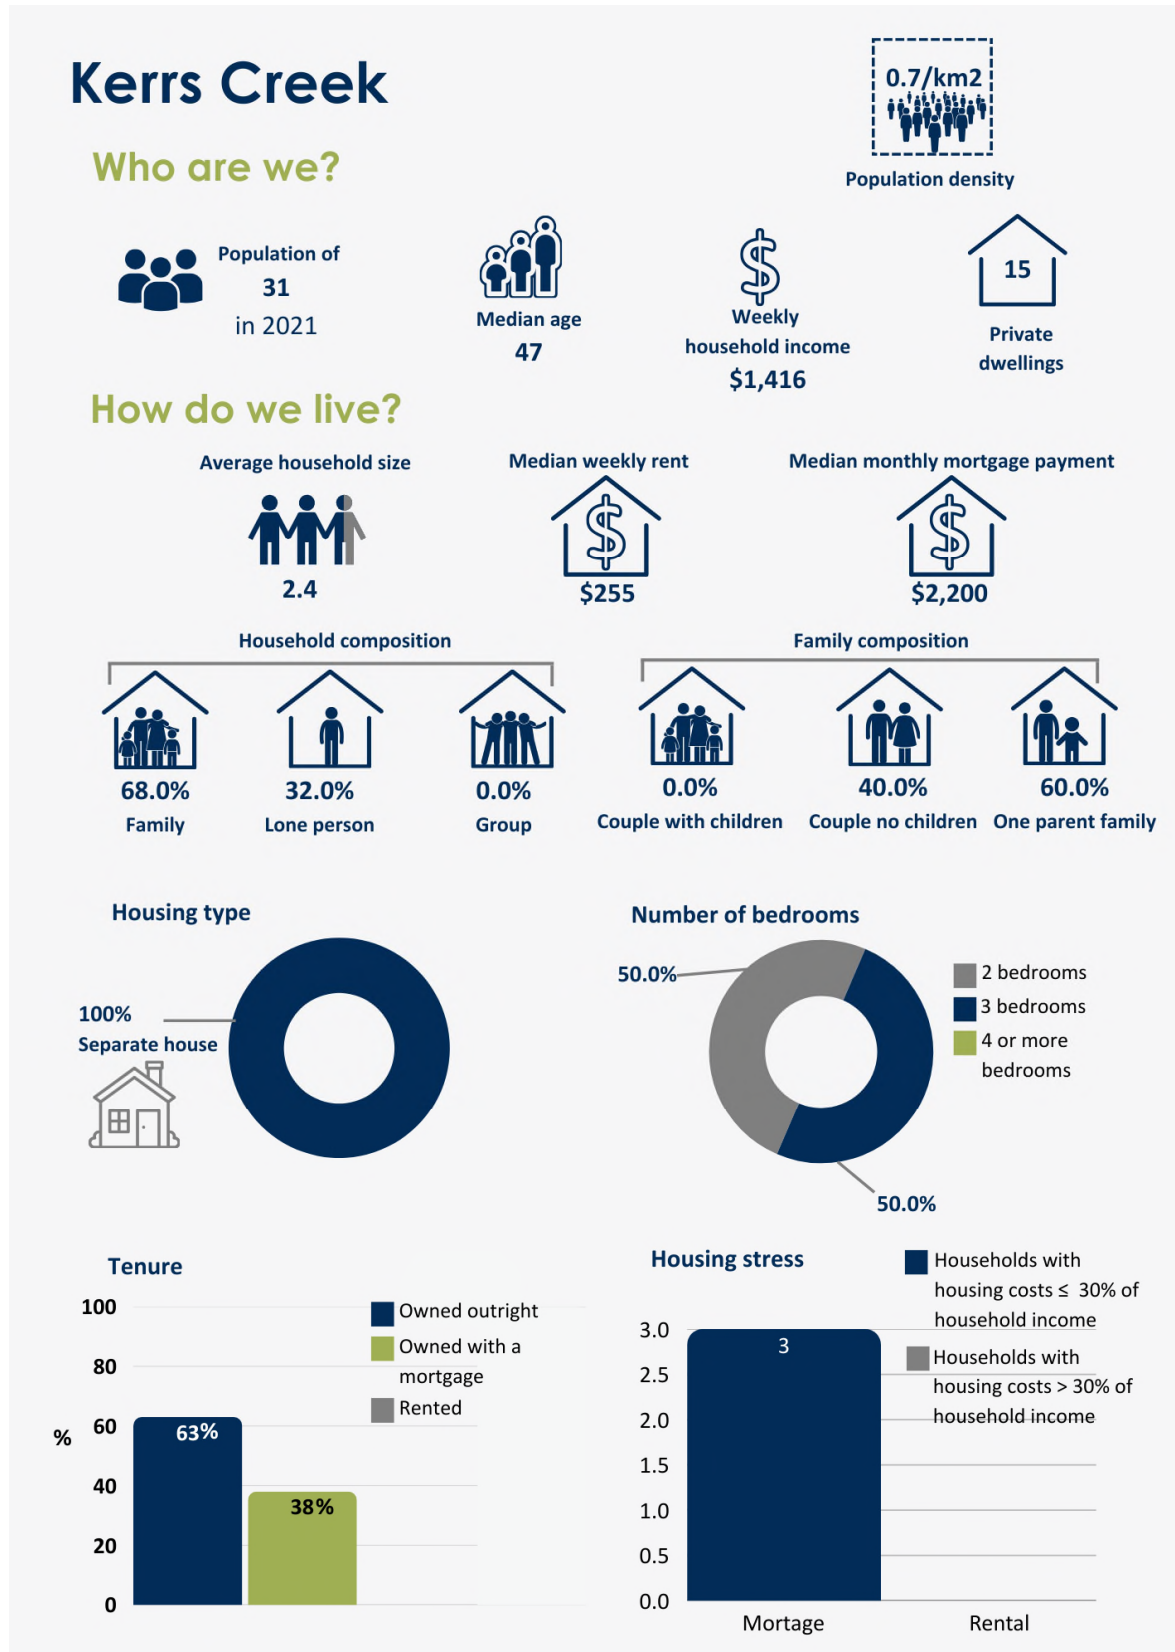 Kerrs Creek
0.7/km2
Population density
Who are we?
Population of
31
in 2021
Median age
47
$
Weekly
household income
$1,416
15
Private
dwellings
How do we live?
Average household size
2.4
Median weekly rent
$
$255
Median monthly mortgage payment
$
$2,200
Household composition
68.0%
Family
32.0%
Lone person
0.0%
Group
Family composition
0.0%
Couple with children
40.0%
Couple no children
60.0%
One parent family
Housing type
100%
Separate house
Number of bedrooms
50.0%
50.0%
2 bedrooms
3 bedrooms
4 or more
bedrooms
Tenure
100
80
60
40
20
0
%
63%
38%
Owned outright
Owned with a
mortgage
Rented
Housing stress
Households with
housing costs ≤ 30% of
household income
Households with
housing costs > 30% of
household income
3.0
2.5
2.0
1.5
1.0
0.5
0.0
3
Mortage
Rental